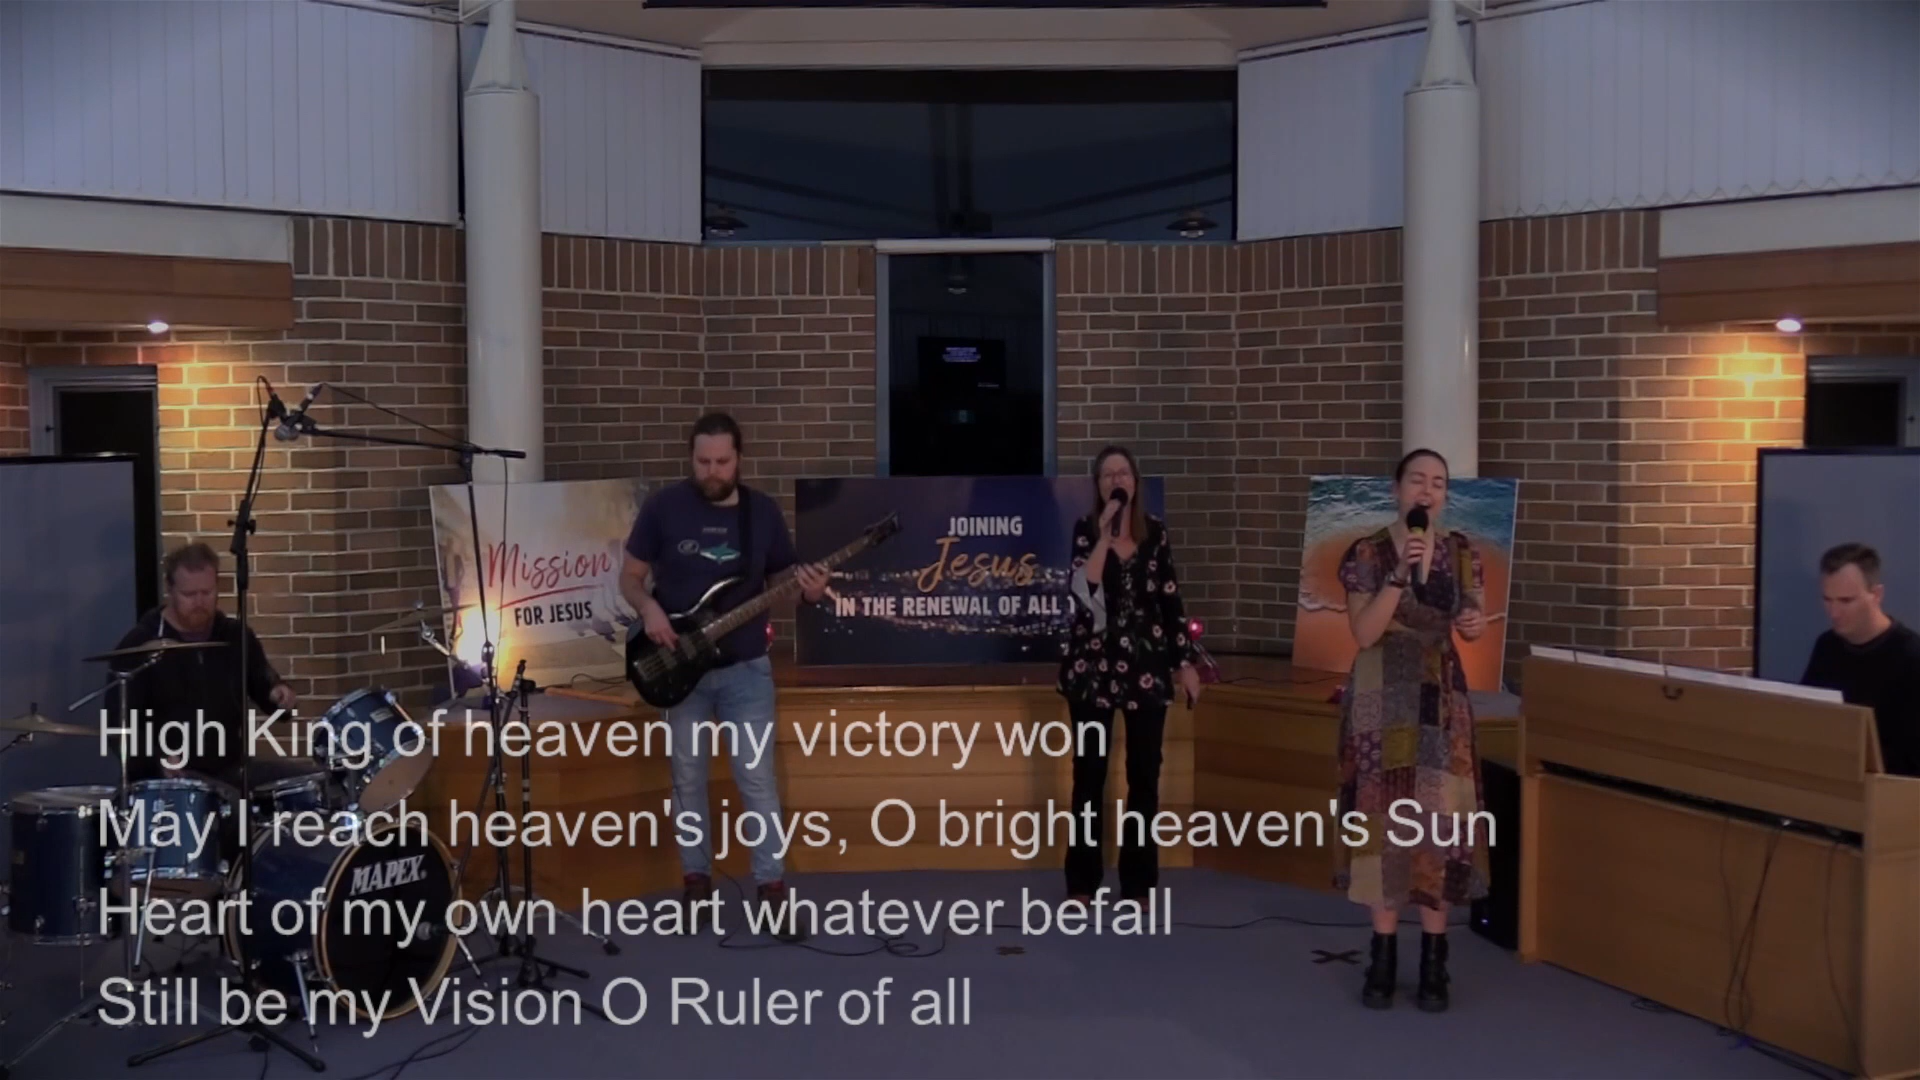 Mission
FOR JESUS
JOINING
Jesus
IN THE RENEWAL OF ALL
MAPEX
High King of heaven my victory won
May I reach heaven's joys, O bright heaven's Sun
Heart of my own heart whatever befall
Still be my Vision O Ruler of all